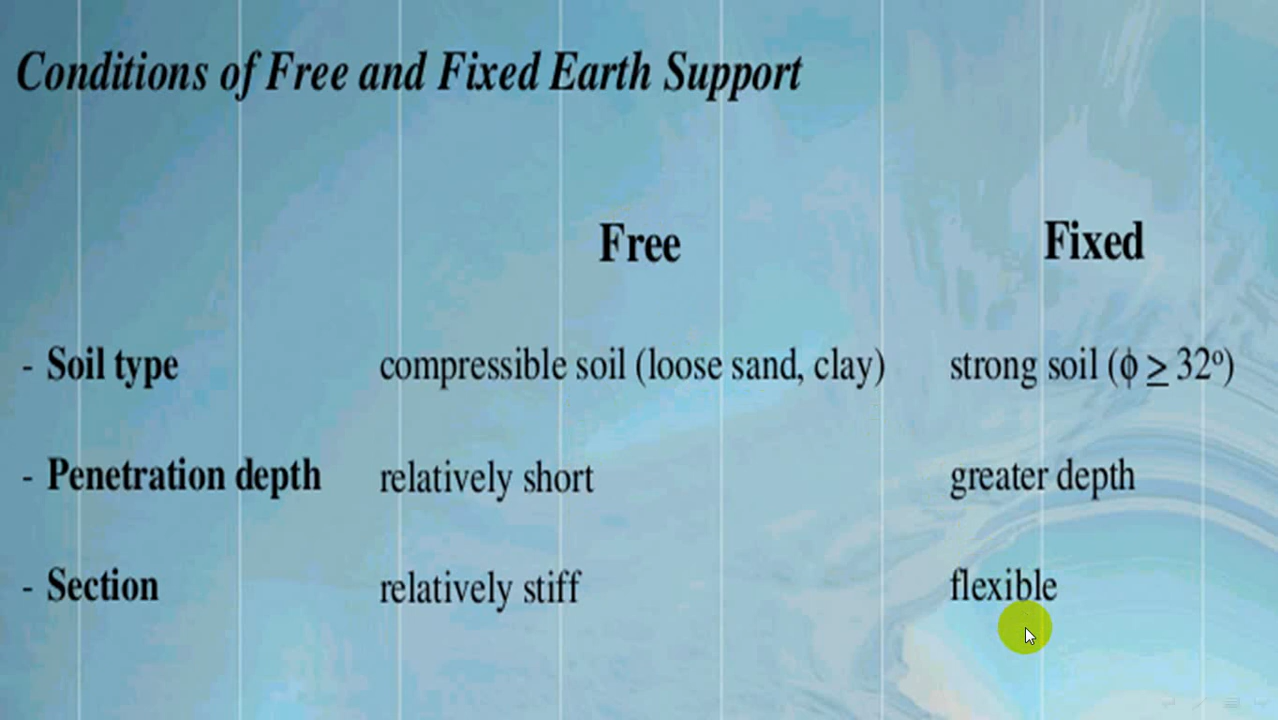 Conditions of Free and Fixed Earth Support
Free Fixed
- Soil type compressible soil (loose sand, clay) strong soil (ϕ ≥ 32º)
- Penetration depth relatively short greater depth
- Section relatively stiff flexible